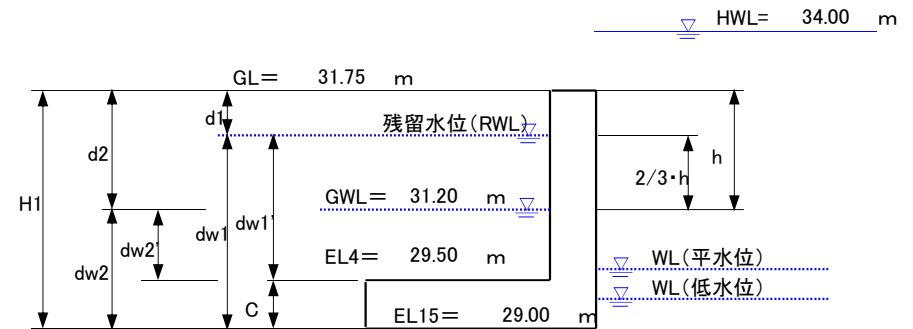 HWL= 34.00 m
GL= 31.75 m
d1
残留水位(RWL)
d2
h
2/3・h
H1
GWL= 31.20 m
dw1'
dw1
dw2'
EL4= 29.50 m
WL(平水位)
dw2
WL(低水位)
C
EL15= 29.00 m